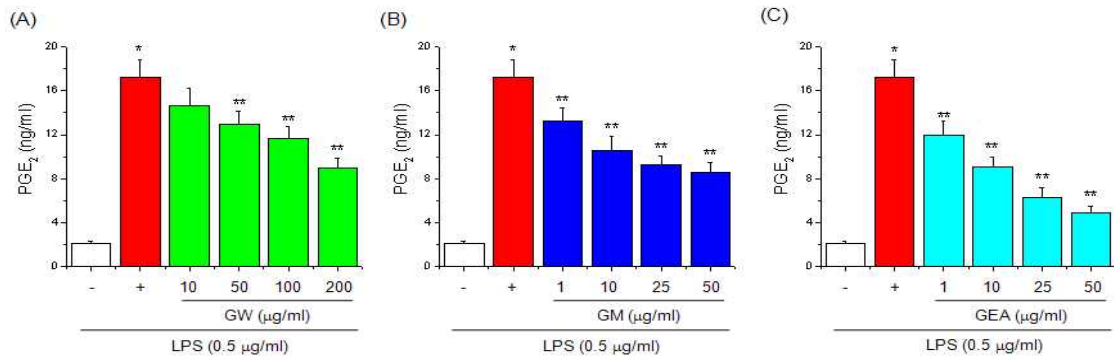 (A)
PGE₂ (ng/ml)
20
16
12
8
4
0
*
**
**
**
- + 10 50 100 200
GW (μg/ml)
LPS (0.5 μg/ml)
(B)
PGE₂ (ng/ml)
20
16
12
8
4
0
*
**
**
**
**
- + 1 10 25 50
GM (μg/ml)
LPS (0.5 μg/ml)
(C)
PGE₂ (ng/ml)
20
16
12
8
4
0
*
**
**
**
**
- + 1 10 25 50
GEA (μg/ml)
LPS (0.5 μg/ml)